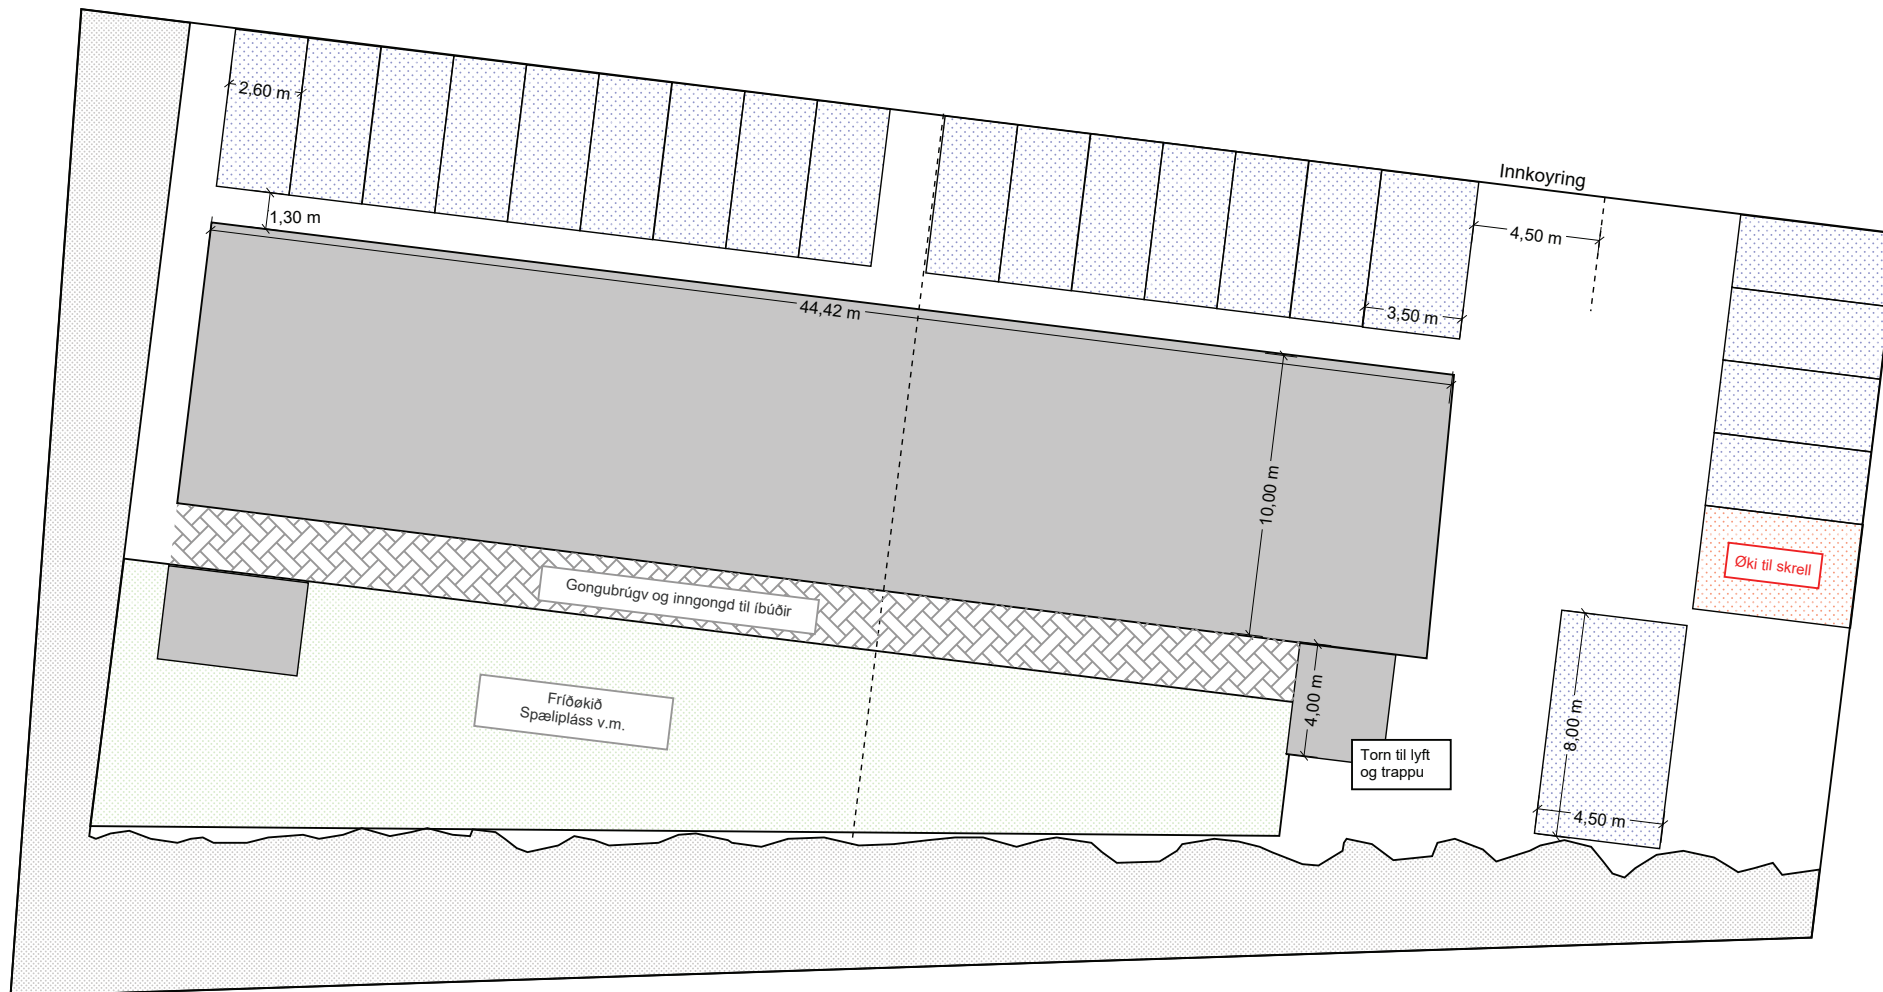 Innkoyring
2,60 m
1,30 m
4,50 m
44,42 m
3,50 m
10,00 m
Øki til skrell
Gongubrúgv og inngongd til íbúðir
Fríðøkið
Spælipláss v.m.
4,00 m
8,00 m
Torn til lyft
og trappu
4,50 m